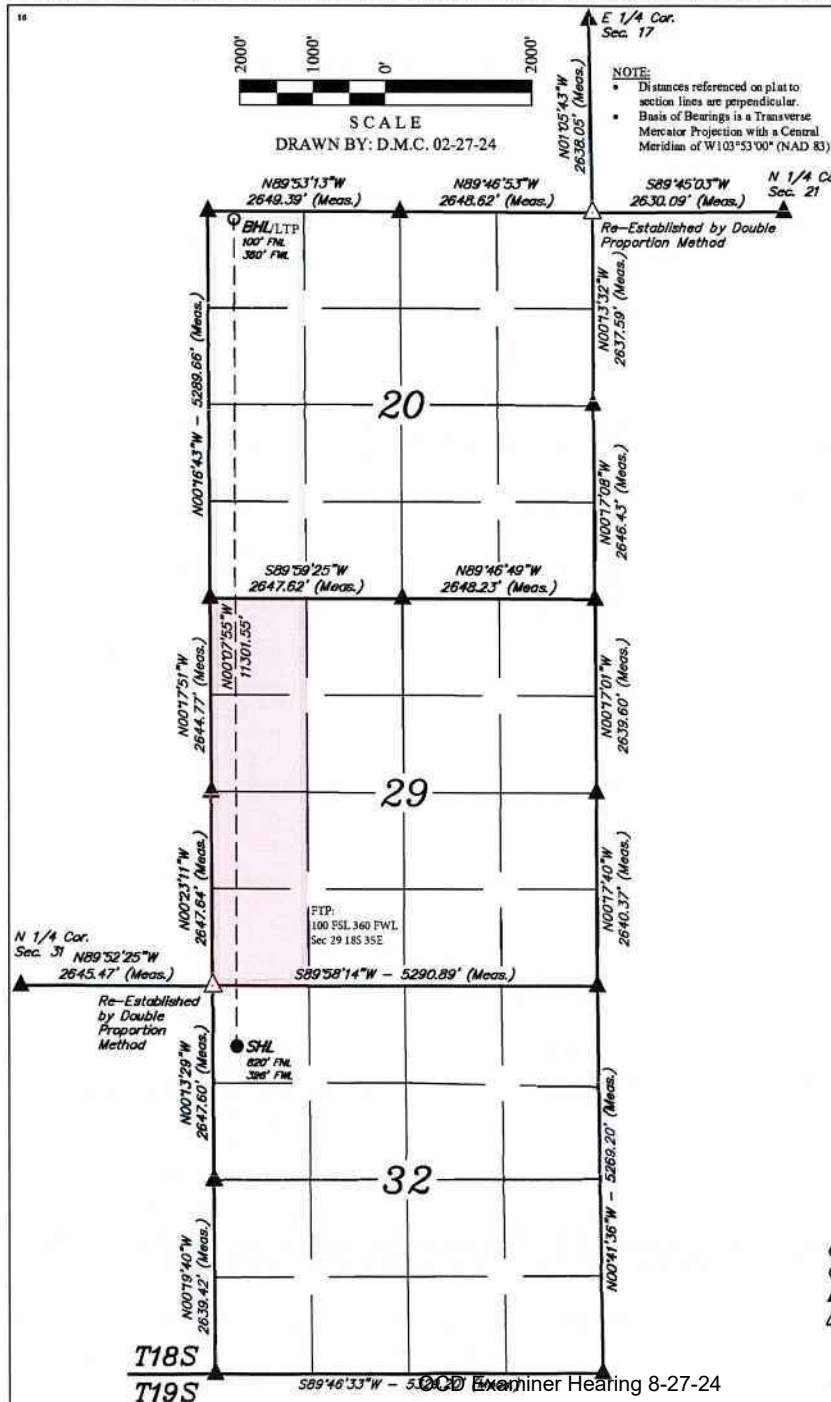 16
E 1/4 Cor.
Sec. 17
2000'
1000'
0'
2000'
SCALE
DRAWN BY: D.M.C. 02-27-24
NOTE:
• Distances referenced on plat to
section lines are perpendicular.
• Basis of Bearings is a Transverse
Mercator Projection with a Central
Meridian of W103°53'00" (NAD 83)
N01°05'43"W
2638.05' (Meas.)
N89°53'13"W
2649.39' (Meas.)
N89°46'53"W
2648.62' (Meas.)
S89°45'03"W
2630.09' (Meas.)
N 1/4 Co
Sec. 21
BHL/LTP
100' FNL
360' FWL
Re-Established by Double
Proportion Method
N00°16'43"W - 5289.66' (Meas.)
N00°13'32"W
2637.59' (Meas.)
20
N00°17'08"W
2646.43' (Meas.)
S89°59'25"W
2647.62' (Meas.)
N89°46'49"W
2648.23' (Meas.)
N00°07'55"W
11301.55'
N00°17'51"W
2644.77' (Meas.)
N00°17'01"W
2639.60' (Meas.)
29
N00°23'11"W
2647.64' (Meas.)
N00°17'40"W
2640.37' (Meas.)
FTP:
100 FSL 360 FWL
Sec 29 18S 35E
N 1/4 Cor.
Sec. 31
N89°52'25"W
2645.47' (Meas.)
S89°58'14"W - 5290.89' (Meas.)
Re-Established
by Double
Proportion
Method
SHL
820' FNL
396' FWL
N00°13'29"W
2647.60' (Meas.)
32
N00°41'36"W - 5269.20' (Meas.)
N00°19'40"W
2639.42' (Meas.)
T18S
T19S
S89°46'33"W -
OCD Examiner Hearing 8-27-24